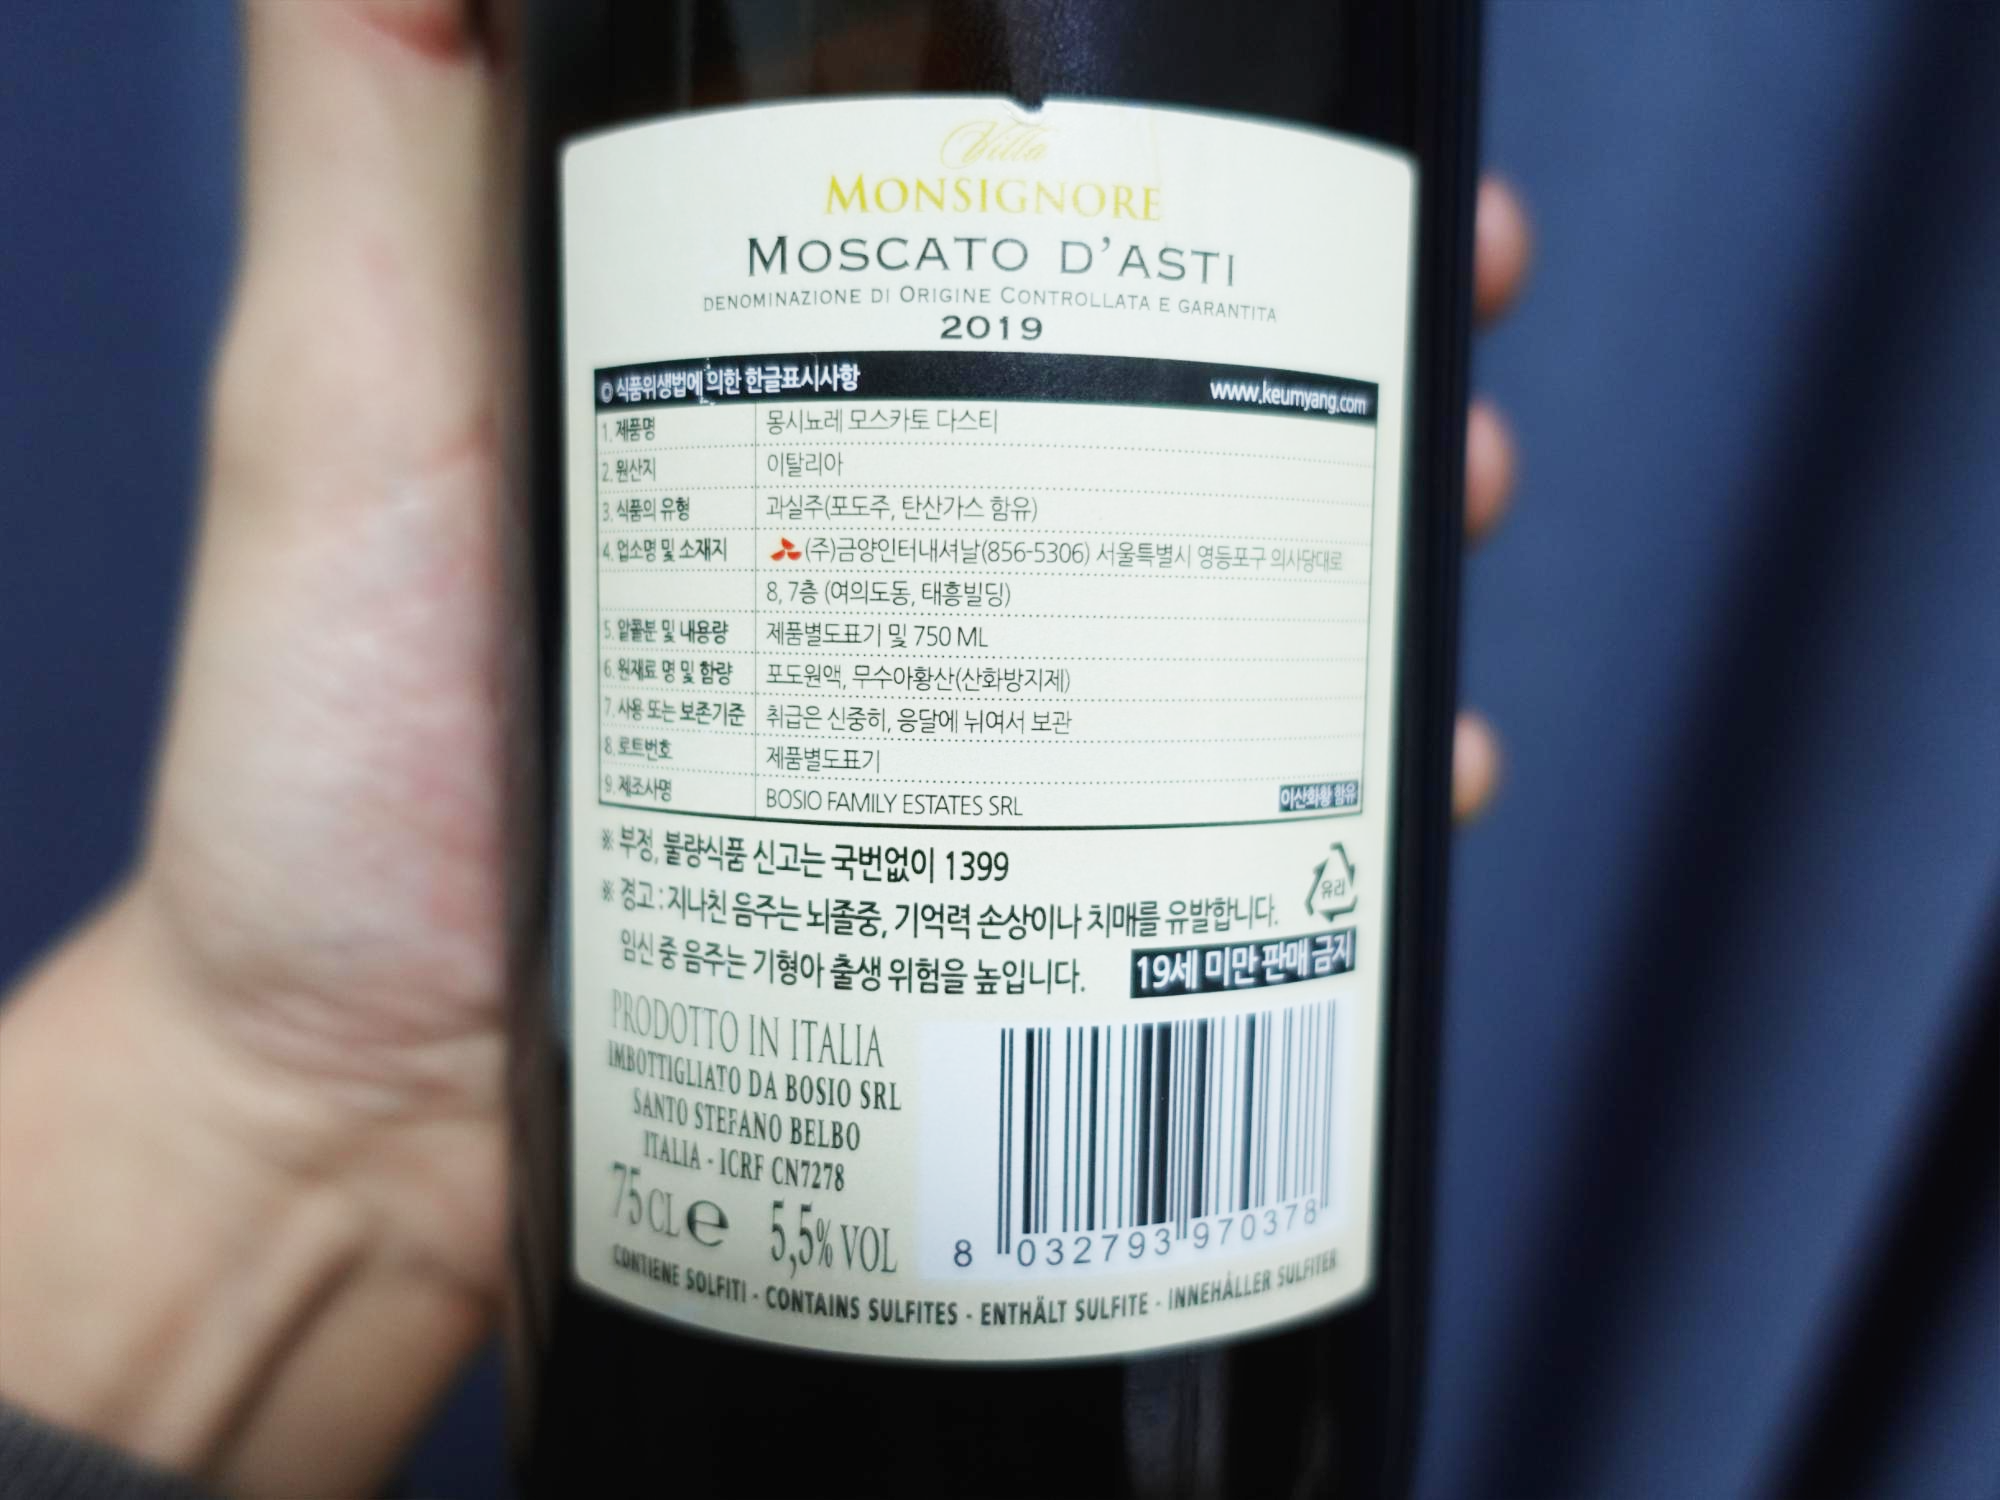 Villa
MONSIGNORE
MOSCATO D'ASTI
DENOMINAZIONE DI ORIGINE CONTROLLATA E GARANTITA
2019
◎ 식품위생법에 의한 한글표시사항 www.keumyang.com
1. 제품명 몽시뇨레 모스카토 다스티
2. 원산지 이탈리아
3. 식품의 유형 과실주(포도주, 탄산가스 함유)
4. 업소명 및 소재지 (주)금양인터내셔날(856-5306) 서울특별시 영등포구 의사당대로
8, 7층 (여의도동, 태흥빌딩)
5. 알콜분 및 내용량 제품별도표기 및 750 ML
6. 원재료 명 및 함량 포도원액, 무수아황산(산화방지제)
7. 사용 또는 보존기준 취급은 신중히, 응달에 뉘여서 보관
8. 로트번호 제품별도표기
9. 제조사명 BOSIO FAMILY ESTATES SRL 이산화황 함유
※ 부정, 불량식품 신고는 국번없이 1399
※ 경고 : 지나친 음주는 뇌졸중, 기억력 손상이나 치매를 유발합니다.
유리
임신 중 음주는 기형아 출생 위험을 높입니다. 19세 미만 판매 금지
PRODOTTO IN ITALIA
IMBOTTIGLIATO DA BOSIO SRL
SANTO STEFANO BELBO
ITALIA - ICRF CN7278
75 CL e 5,5% VOL
8 032793 970378
CONTIENE SOLFITI - CONTAINS SULFITES - ENTHÄLT SULFITE - INNEHÅLLER SULFITER